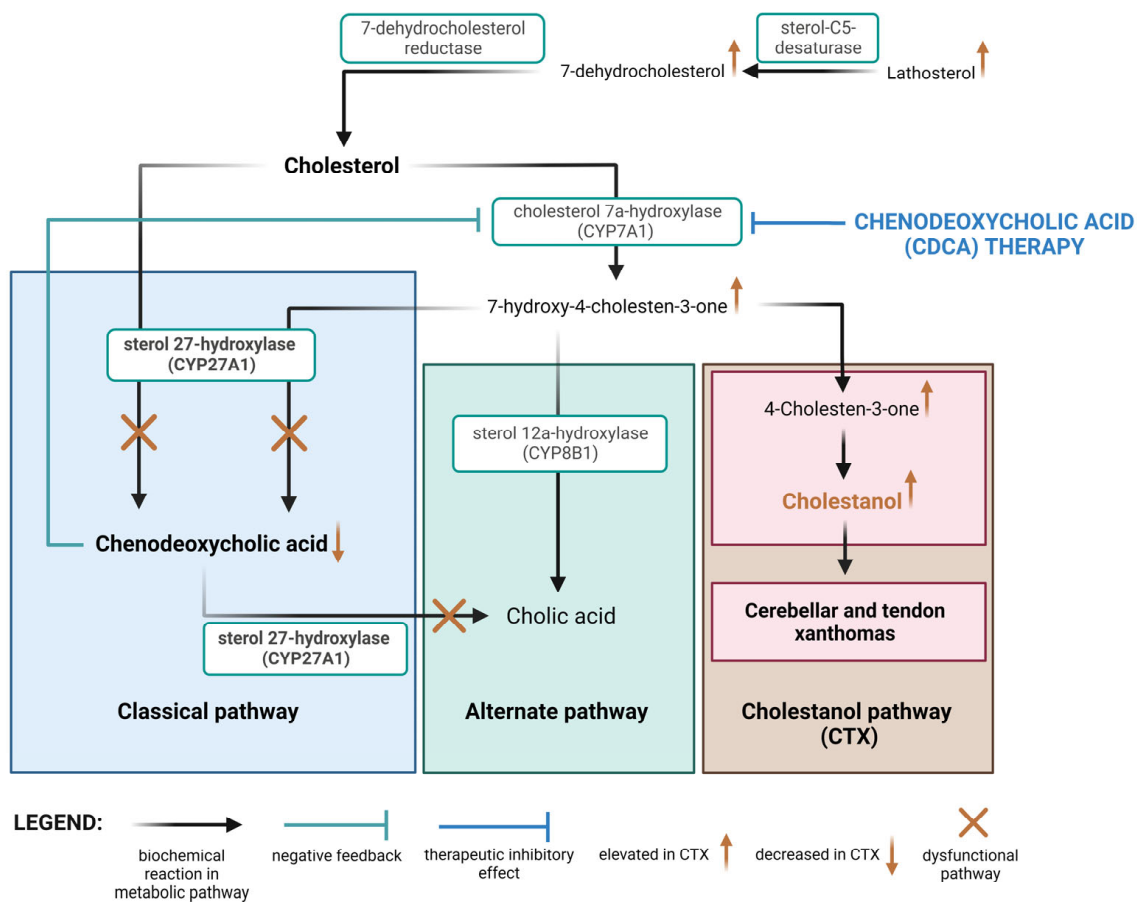 7-dehydrocholesterol
reductase
sterol-C5-
desaturase
7-dehydrocholesterol
Lathosterol
Cholesterol
cholesterol 7a-hydroxylase
(CYP7A1)
CHENODEOXYCHOLIC ACID
(CDCA) THERAPY
7-hydroxy-4-cholesten-3-one
sterol 27-hydroxylase
(CYP27A1)
4-Cholesten-3-one
sterol 12a-hydroxylase
(CYP8B1)
Cholestanol
Chenodeoxycholic acid
Cholic acid
Cerebellar and tendon
xanthomas
sterol 27-hydroxylase
(CYP27A1)
Classical pathway
Alternate pathway
Cholestanol pathway
(CTX)
LEGEND:
biochemical
reaction in
metabolic pathway
negative feedback
therapeutic inhibitory
effect
elevated in CTX
decreased in CTX
dysfunctional
pathway